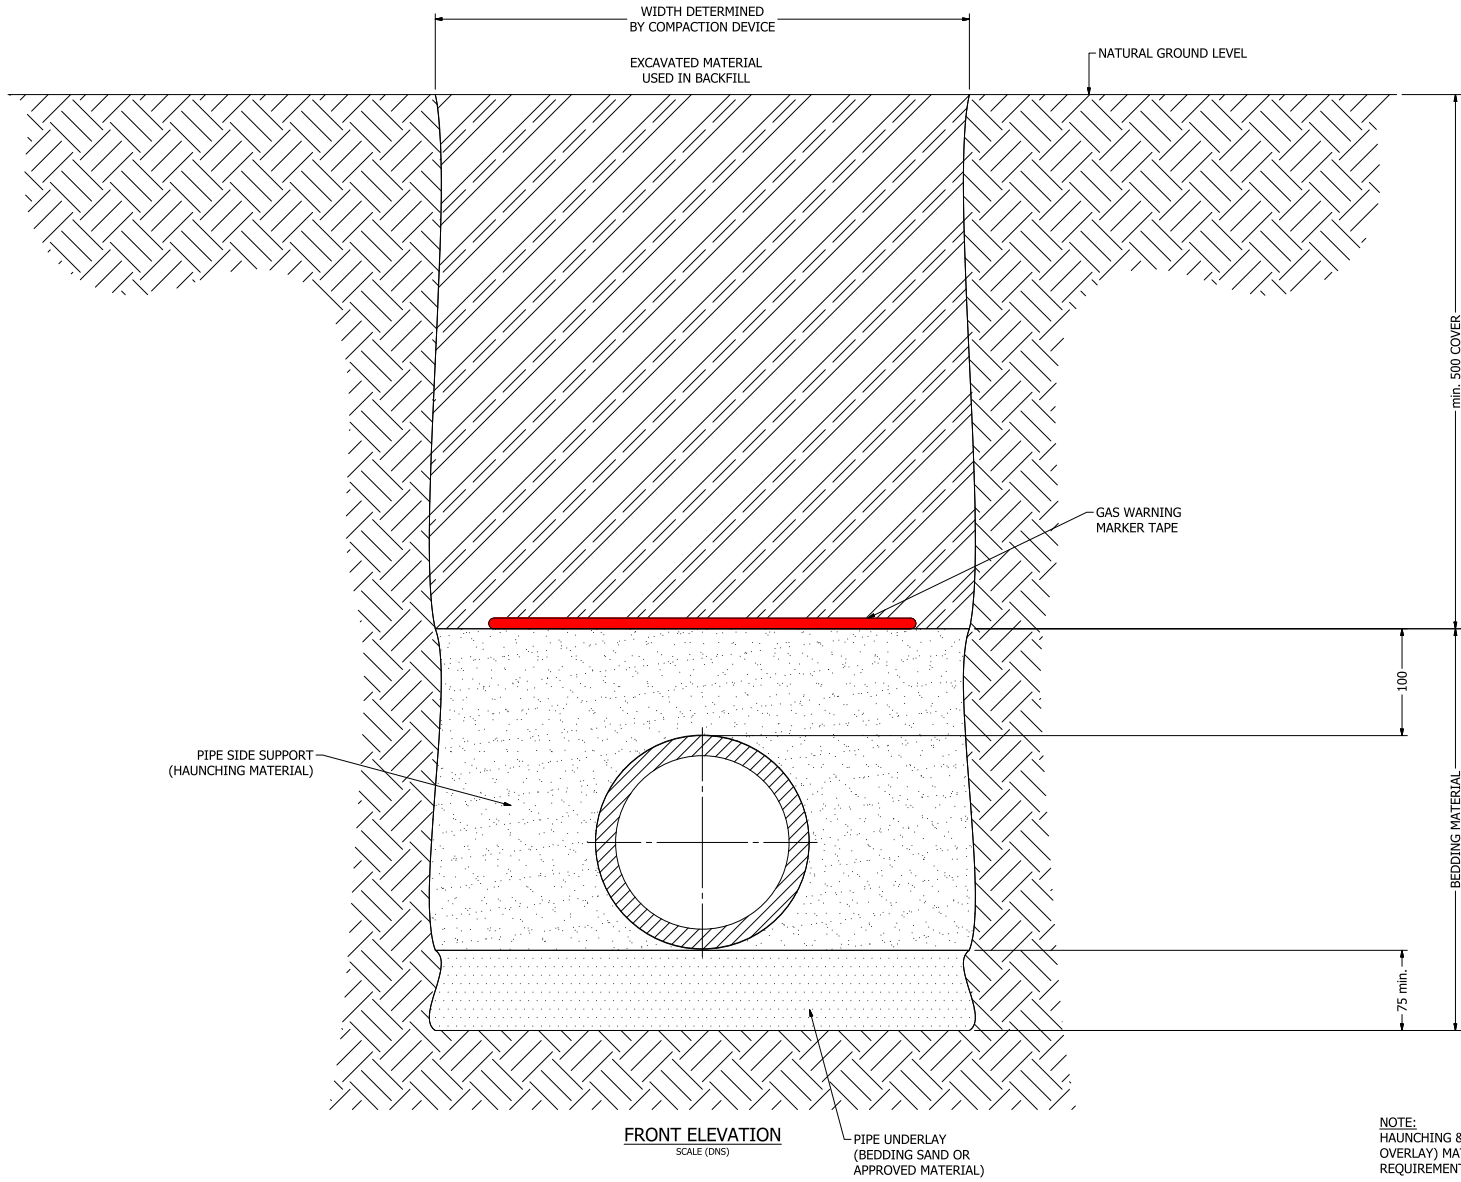 WIDTH DETERMINED
BY COMPACTION DEVICE
EXCAVATED MATERIAL
USED IN BACKFILL
NATURAL GROUND LEVEL
min. 500 COVER
GAS WARNING
MARKER TAPE
100
PIPE SIDE SUPPORT
(HAUNCHING MATERIAL)
BEDDING MATERIAL
75 min.
FRONT ELEVATION
SCALE (DNS)
PIPE UNDERLAY
(BEDDING SAND OR
APPROVED MATERIAL)
NOTE:
HAUNCHING &
OVERLAY)